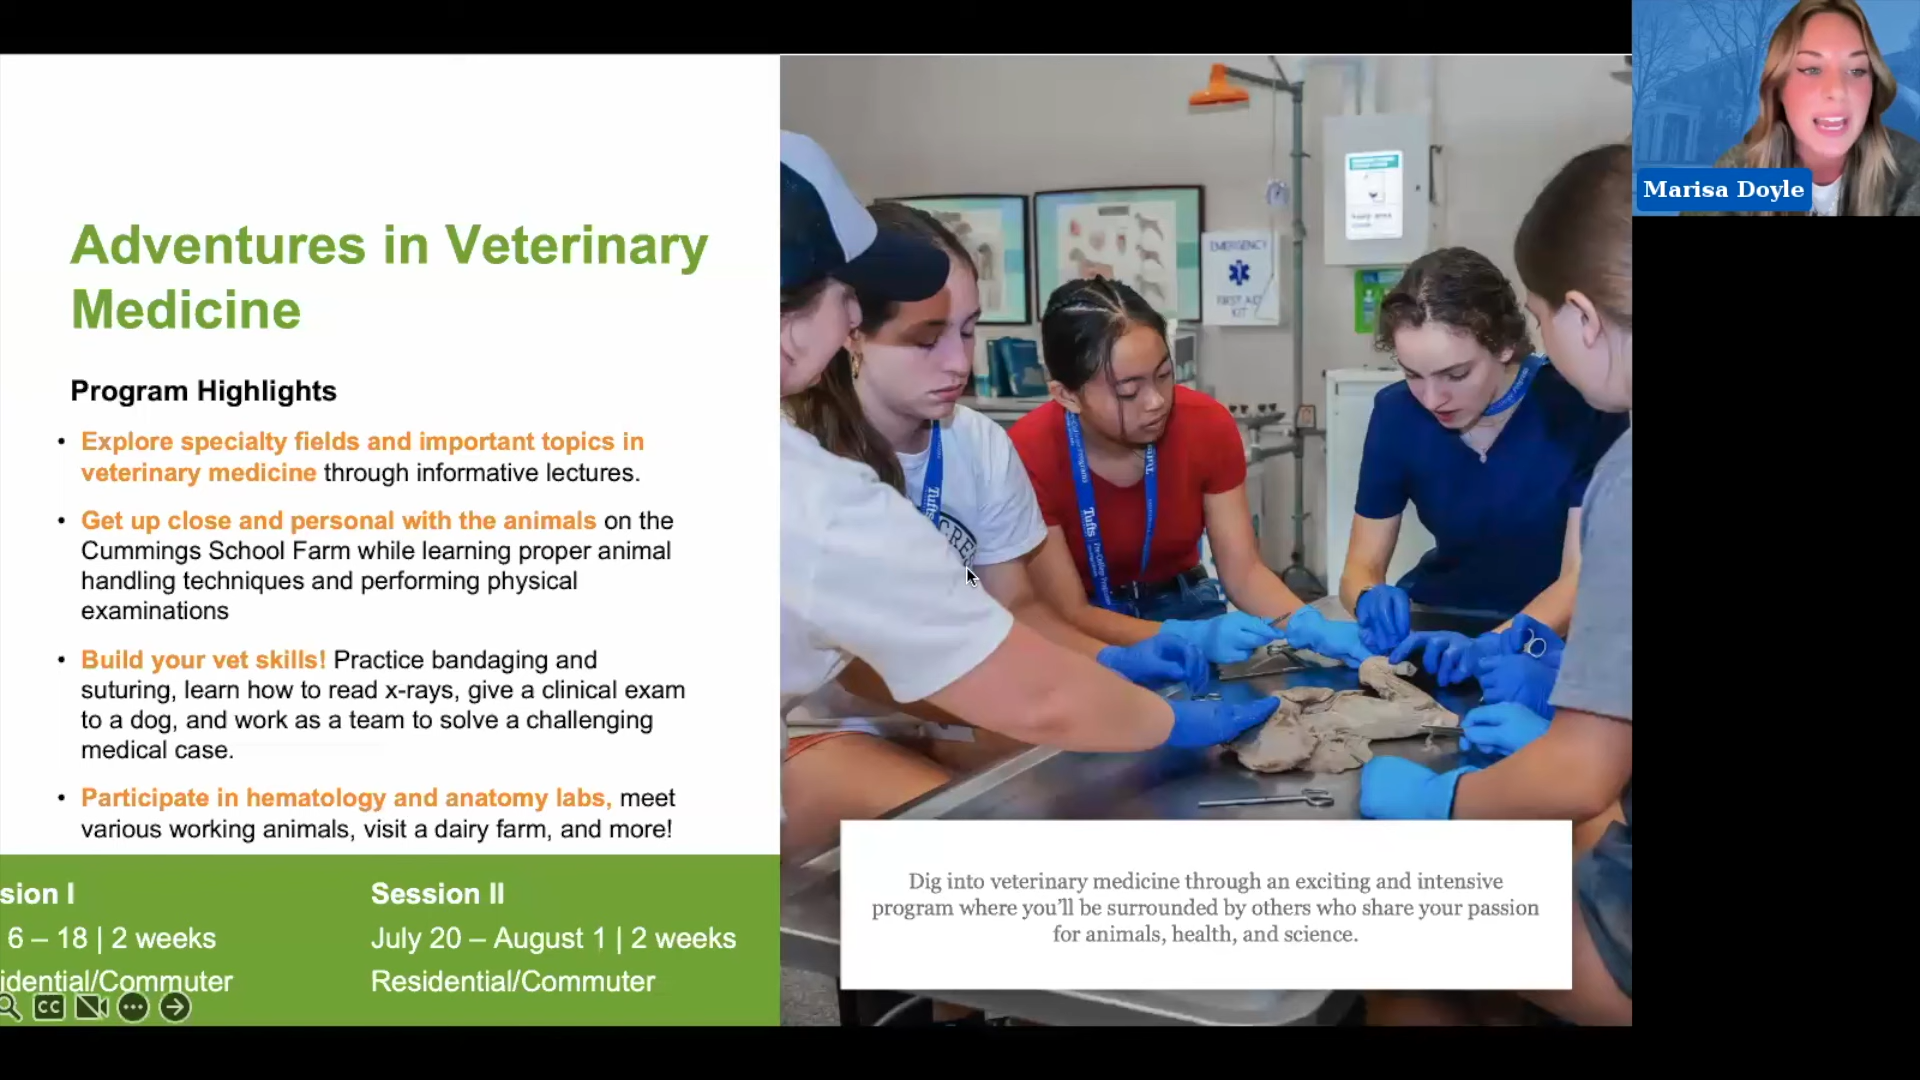 Adventures in Veterinary
Medicine
Program Highlights
• Explore specialty fields and important topics in
veterinary medicine through informative lectures.
• Get up close and personal with the animals on the
Cummings School Farm while learning proper animal
handling techniques and performing physical
examinations
• Build your vet skills! Practice bandaging and
suturing, learn how to read x-rays, give a clinical exam
to a dog, and work as a team to solve a challenging
medical case.
• Participate in hematology and anatomy labs, meet
various working animals, visit a dairy farm, and more!
sion I
6 – 18 | 2 weeks
idential/Commuter
Session II
July 20 – August 1 | 2 weeks
Residential/Commuter
CC
EMERGENCY
FIRST AID
KIT
Tufts
Tufts
Tufts
Pre-College Programs
Dig into veterinary medicine through an exciting and intensive
program where you’ll be surrounded by others who share your passion
for animals, health, and science.
Marisa Doyle